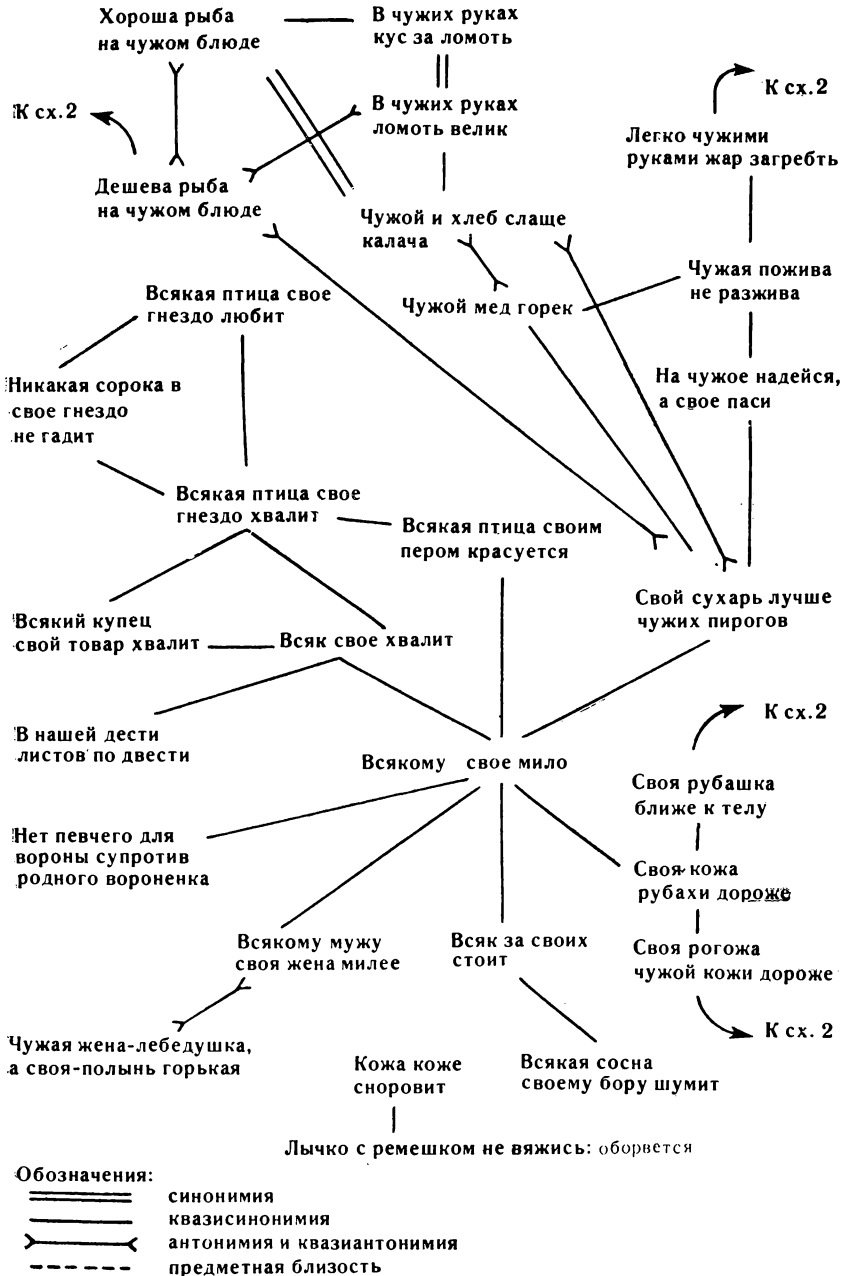 Хороша рыба
на чужом блюде
В чужих руках
кус за ломоть
К сх.2
В чужих руках
ломоть велик
К сх.2
Легко чужими
руками жар загребть
Дешева рыба
на чужом блюде
Чужой и хлеб слаще
калача
Чужая пожива
не разжива
Всякая птица свое
гнездо любит
Чужой мед горек
Никакая сорока в
свое гнездо
не гадит
На чужое надейся,
а свое паси
Всякая птица свое
гнездо хвалит
Всякая птица своим
пером красуется
Свой сухарь лучше
чужих пирогов
Всякий купец
свой товар хвалит
Всяк свое хвалит
В нашей дести
листов по двести
Всякому свое мило
К сх.2
Своя рубашка
ближе к телу
Нет певчего для
вороны супротив
родного вороненка
Своя кожа
рубахи дороже
Всякому мужу
своя жена милее
Всяк за своих
стоит
Своя рогожа
чужой кожи дороже
К сх. 2
Чужая жена-лебедушка,
а своя-полынь горькая
Кожа коже
сноровит
Всякая сосна
своему бору шумит
Лычко с ремешком не вяжись: оборвется
Обозначения:
синонимия
квазисинонимия
антонимия и квазиантонимия
предметная близость